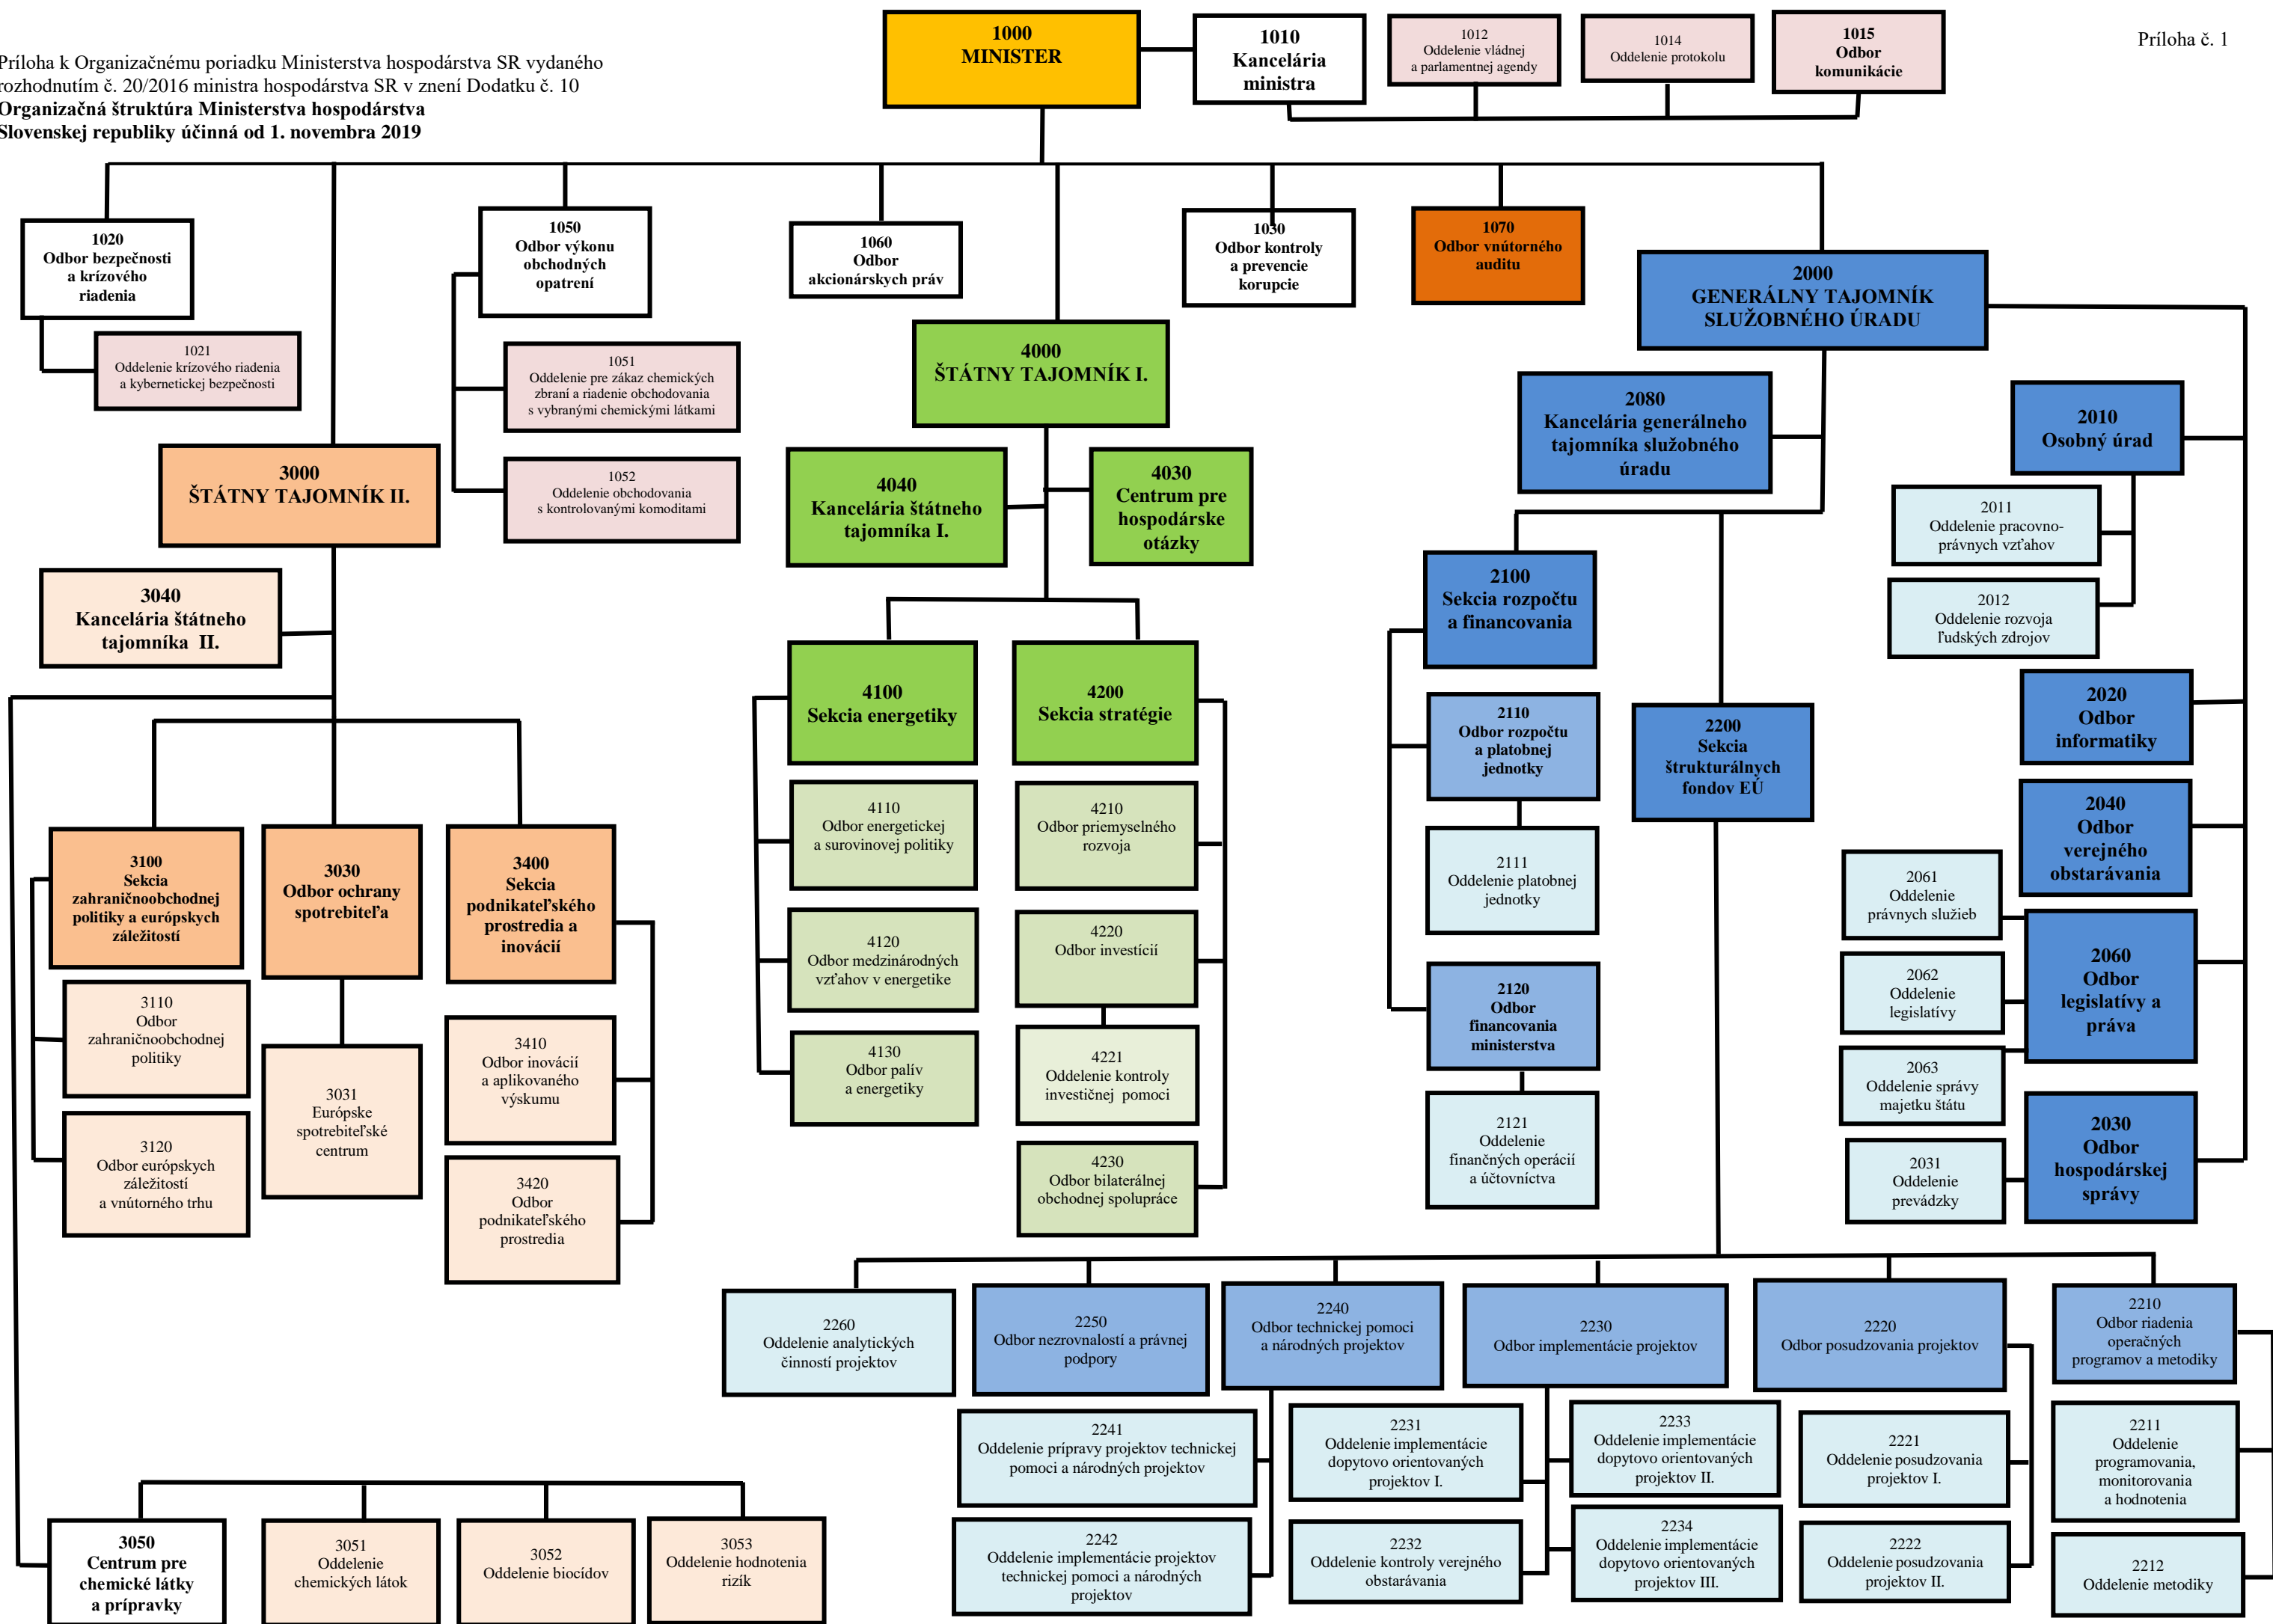 Príloha č. 1
Príloha k Organizačnému poriadku Ministerstva hospodárstva SR vydaného
rozhodnutím č. 20/2016 ministra hospodárstva SR v znení Dodatku č. 10
Organizačná štruktúra Ministerstva hospodárstva
Slovenskej republiky účinná od 1. novembra 2019
1000
MINISTER
1010
Kancelária
ministra
1012
Oddelenie vládnej
a parlamentnej agendy
1014
Oddelenie protokolu
1015
Odbor
komunikácie
1020
Odbor bezpečnosti
a krízového
riadenia
1021
Oddelenie krízového riadenia
a kybernetickej bezpečnosti
1050
Odbor výkonu
obchodných
opatrení
1051
Oddelenie pre zákaz chemických
zbraní a riadenie obchodovania
s vybranými chemickými látkami
1052
Oddelenie obchodovania
s kontrolovanými komoditami
1060
Odbor
akcionárskych práv
1030
Odbor kontroly
a prevencie
korupcie
1070
Odbor vnútorného
auditu
2000
GENERÁLNY TAJOMNÍK
SLUŽOBNÉHO ÚRADU
3000
ŠTÁTNY TAJOMNÍK II.
4000
ŠTÁTNY TAJOMNÍK I.
4040
Kancelária štátneho
tajomníka I.
4030
Centrum pre
hospodárske
otázky
2080
Kancelária generálneho
tajomníka služobného
úradu
2010
Osobný úrad
2011
Oddelenie pracovno-
právnych vzťahov
2012
Oddelenie rozvoja
ľudských zdrojov
3040
Kancelária štátneho
tajomníka  II.
4100
Sekcia energetiky
4200
Sekcia stratégie
2100
Sekcia rozpočtu
a financovania
2110
Odbor rozpočtu
a platobnej
jednotky
2200
Sekcia
štrukturálnych
fondov EÚ
2020
Odbor
informatiky
2040
Odbor
verejného
obstarávania
3100
Sekcia
zahraničnoobchodnej
politiky a európskych
záležitostí
3030
Odbor ochrany
spotrebiteľa
3400
Sekcia
podnikateľského
prostredia a
inovácií
4110
Odbor energetickej
a surovinovej politiky
4210
Odbor priemyselného
rozvoja
2111
Oddelenie platobnej
jednotky
2061
Oddelenie
právnych služieb
2062
Oddelenie
legislatívy
2063
Oddelenie správy
majetku štátu
2060
Odbor
legislatívy a
práva
4120
Odbor medzinárodných
vzťahov v energetike
4220
Odbor investícií
2120
Odbor
financovania
ministerstva
3110
Odbor
zahraničnoobchodnej
politiky
3031
Európske
spotrebiteľské
centrum
3410
Odbor inovácií
a aplikovaného
výskumu
4130
Odbor palív
a energetiky
4221
Oddelenie kontroly
investičnej  pomoci
2121
Oddelenie
finančných operácií
a účtovníctva
2031
Oddelenie
prevádzky
2030
Odbor
hospodárskej
správy
3120
Odbor európskych
záležitostí
a vnútorného trhu
3420
Odbor
podnikateľského
prostredia
4230
Odbor bilaterálnej
obchodnej spolupráce
2260
Oddelenie analytických
činností projektov
2250
Odbor nezrovnalostí a právnej
podpory
2240
Odbor technickej pomoci
a národných projektov
2230
Odbor implementácie projektov
2220
Odbor posudzovania projektov
2210
Odbor riadenia
operačných
programov a metodiky
2241
Oddelenie prípravy projektov technickej
pomoci a národných projektov
2231
Oddelenie implementácie
dopytovo orientovaných
projektov I.
2233
Oddelenie implementácie
dopytovo orientovaných
projektov II.
2221
Oddelenie posudzovania
projektov I.
2211
Oddelenie
programovania,
monitorovania
a hodnotenia
2242
Oddelenie implementácie projektov
technickej pomoci a národných
projektov
2232
Oddelenie kontroly verejného
obstarávania
2234
Oddelenie implementácie
dopytovo orientovaných
projektov III.
2222
Oddelenie posudzovania
projektov II.
2212
Oddelenie metodiky
3050
Centrum pre
chemické látky
a prípravky
3051
Oddelenie
chemických látok
3052
Oddelenie biocídov
3053
Oddelenie hodnotenia
rizík